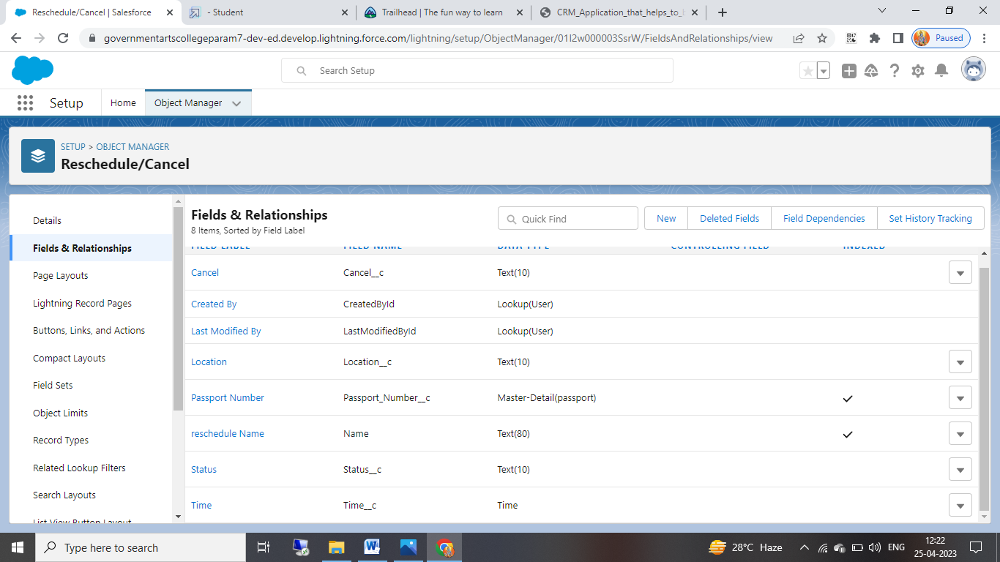 Reschedule/Cancel | Salesforce
- Student
Trailhead | The fun way to learn
CRM_Application_that_helps_to_
governmentartscollegeparam7-dev-ed.develop.lightning.force.com/lightning/setup/ObjectManager/01I2w000003SsrW/FieldsAndRelationships/view
Paused
Search Setup
Setup
Home
Object Manager
SETUP > OBJECT MANAGER
Reschedule/Cancel
Details
Fields & Relationships
Page Layouts
Lightning Record Pages
Buttons, Links, and Actions
Compact Layouts
Field Sets
Object Limits
Record Types
Related Lookup Filters
Search Layouts
List View Button Layout
Fields & Relationships
8 Items, Sorted by Field Label
Quick Find
New
Deleted Fields
Field Dependencies
Set History Tracking
FIELD LABEL FIELD NAME DATA TYPE CONTROLLING FIELD INDEXED
Cancel Cancel__c Text(10)
Created By CreatedById Lookup(User)
Last Modified By LastModifiedById Lookup(User)
Location Location__c Text(10)
Passport Number Passport_Number__c Master-Detail(passport)
reschedule Name Name Text(80)
Status Status__c Text(10)
Time Time__c Time
Type here to search
28°C Haze
ENG
12:22
25-04-2023